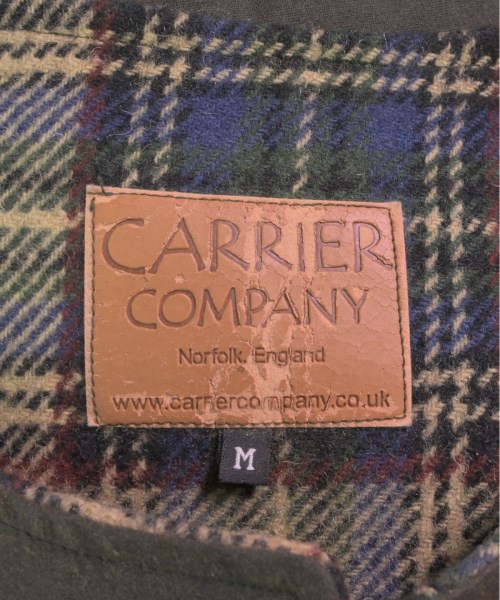 CARRIER
COMPANY
Norfolk. England
www.carriercompany.co.uk
M